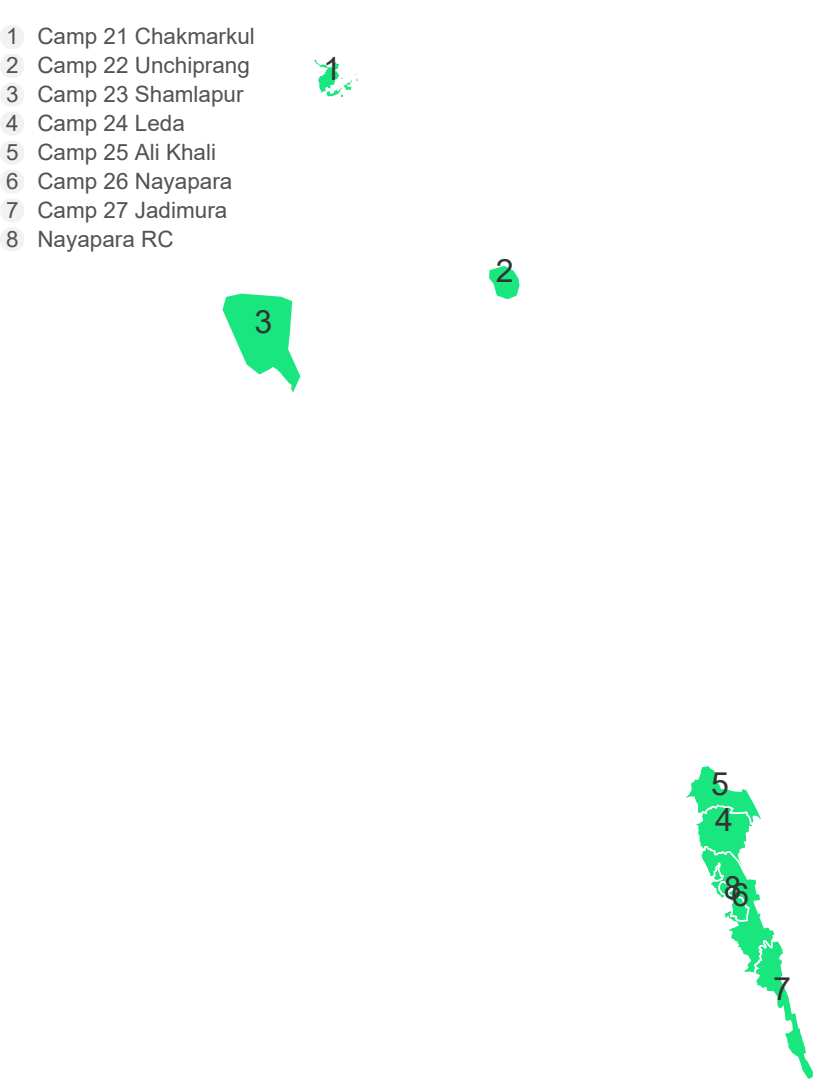 1 Camp 21 Chakmarkul
2 Camp 22 Unchiprang
3 Camp 23 Shamlapur
4 Camp 24 Leda
5 Camp 25 Ali Khali
6 Camp 26 Nayapara
7 Camp 27 Jadimura
8 Nayapara RC
1
2
3
5
4
8
6
7